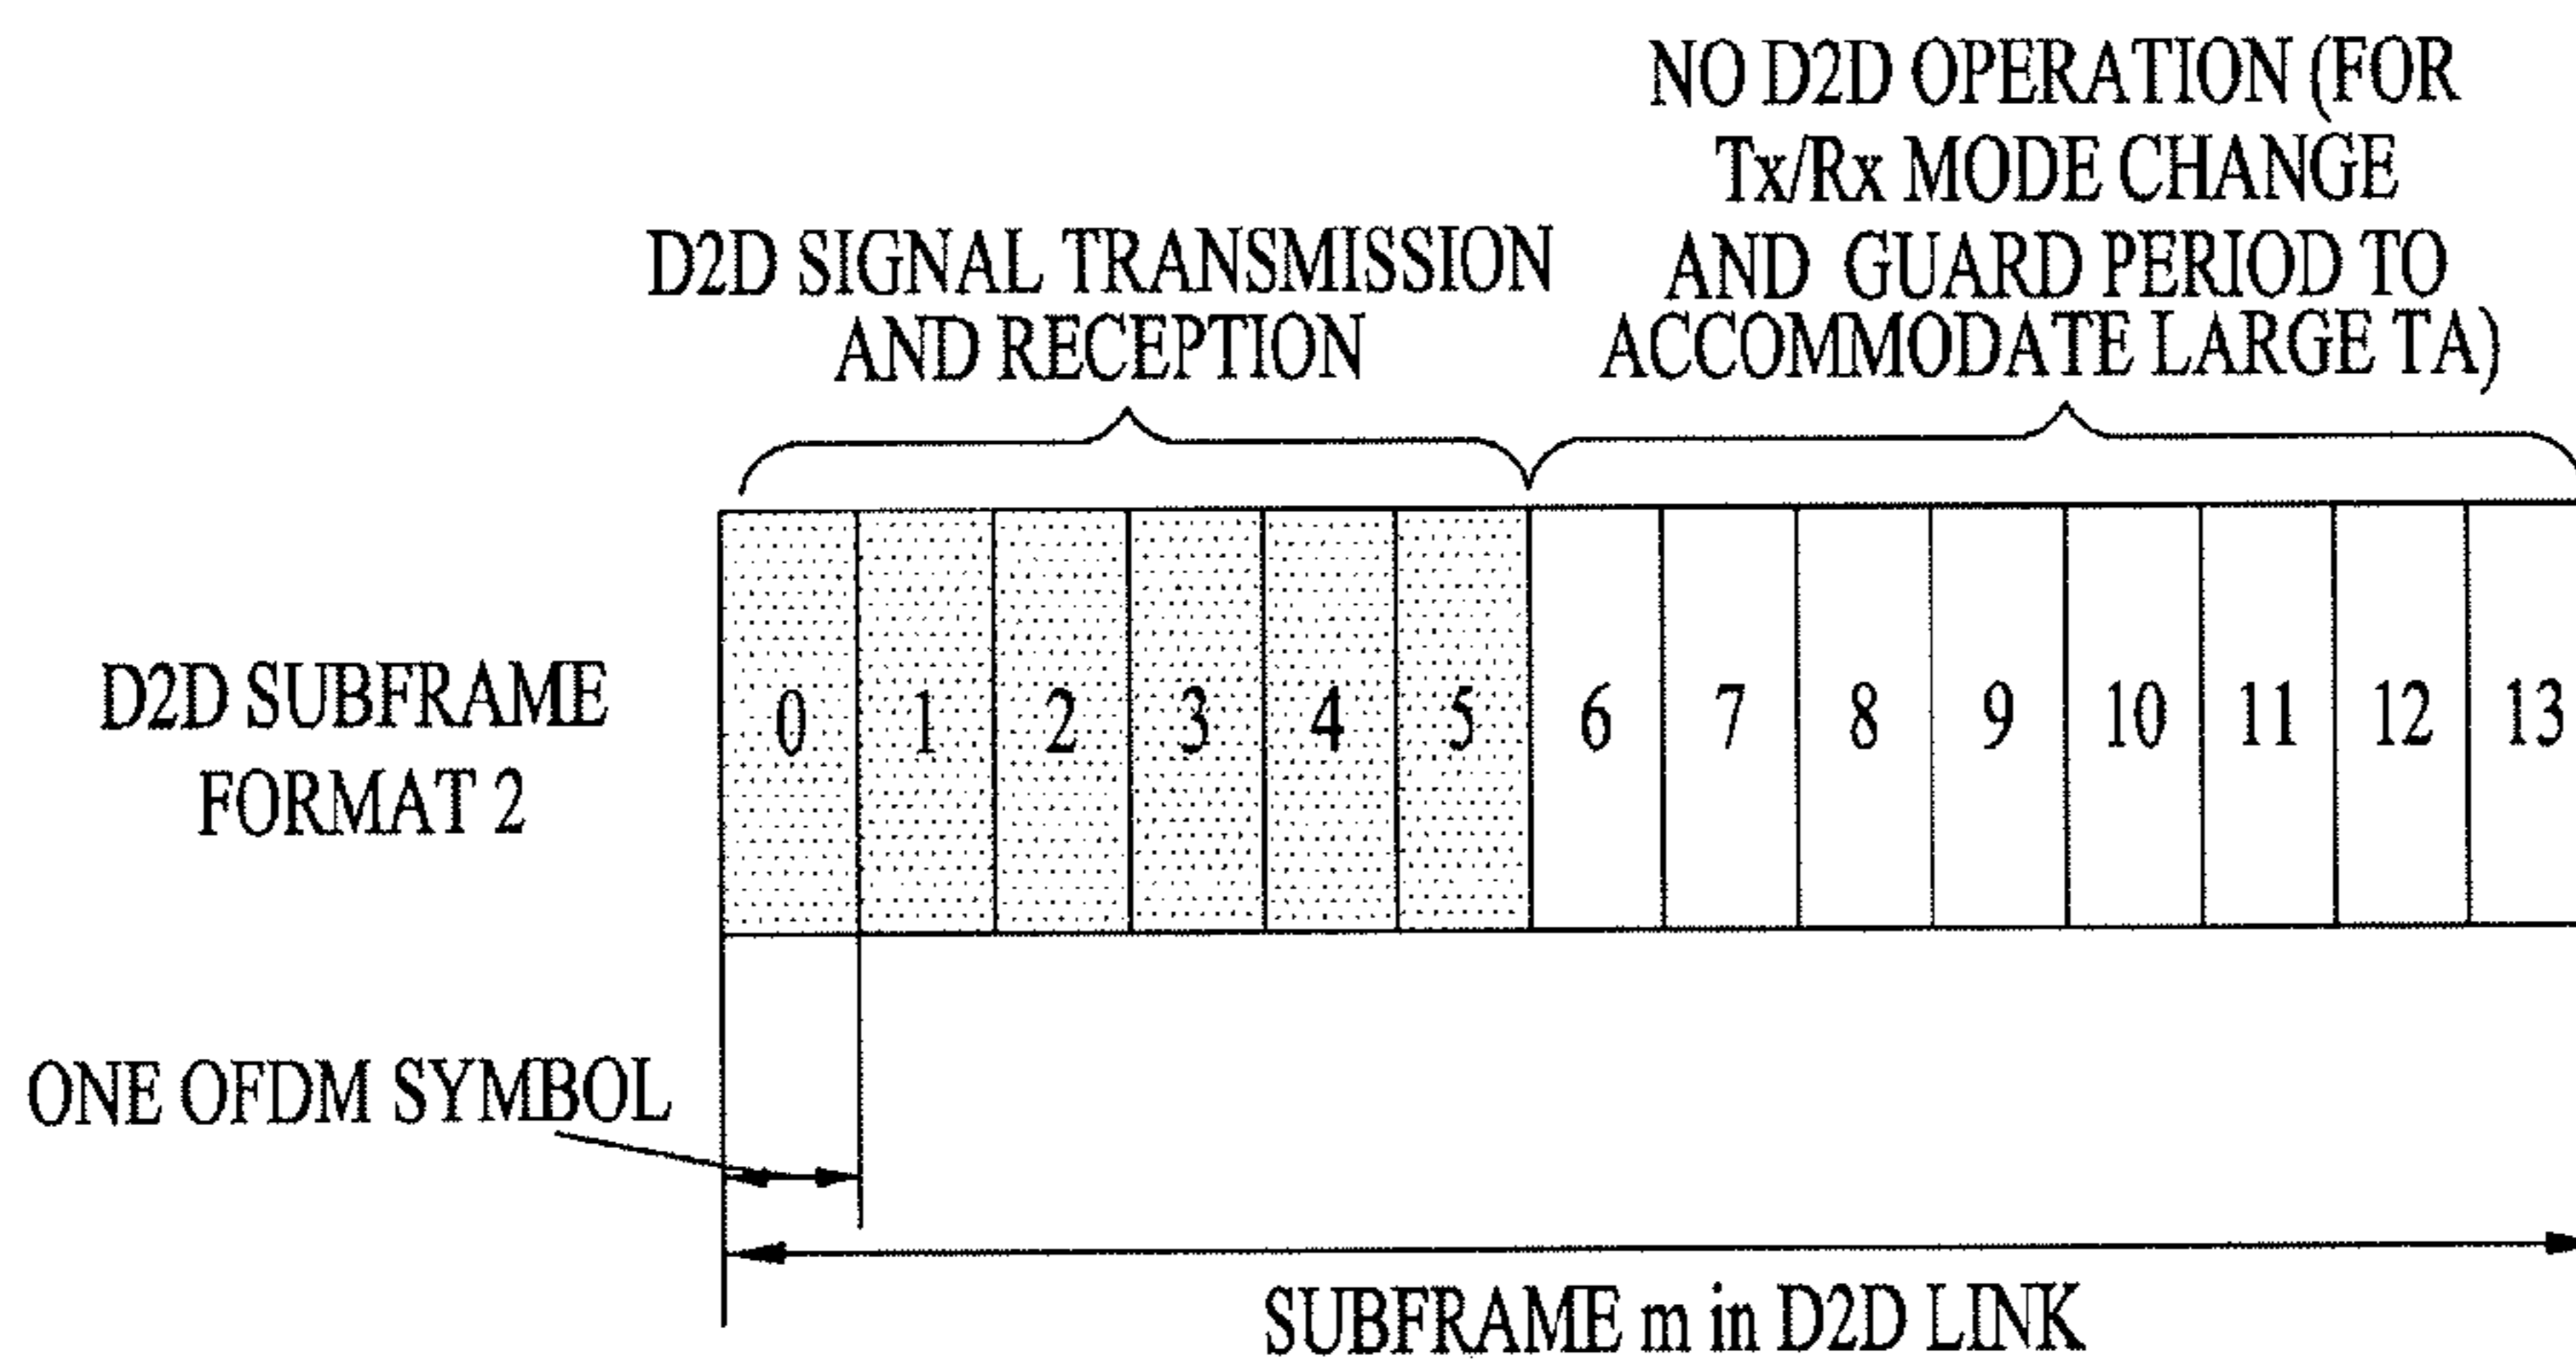 NO D2D OPERATION (FOR
Tx/Rx MODE CHANGE
AND GUARD PERIOD TO
ACCOMMODATE LARGE TA)
D2D SIGNAL TRANSMISSION
AND RECEPTION
D2D SUBFRAME
FORMAT 2
0 1 2 3 4 5 6 7 8 9 10 11 12 13
ONE OFDM SYMBOL
SUBFRAME m in D2D LINK